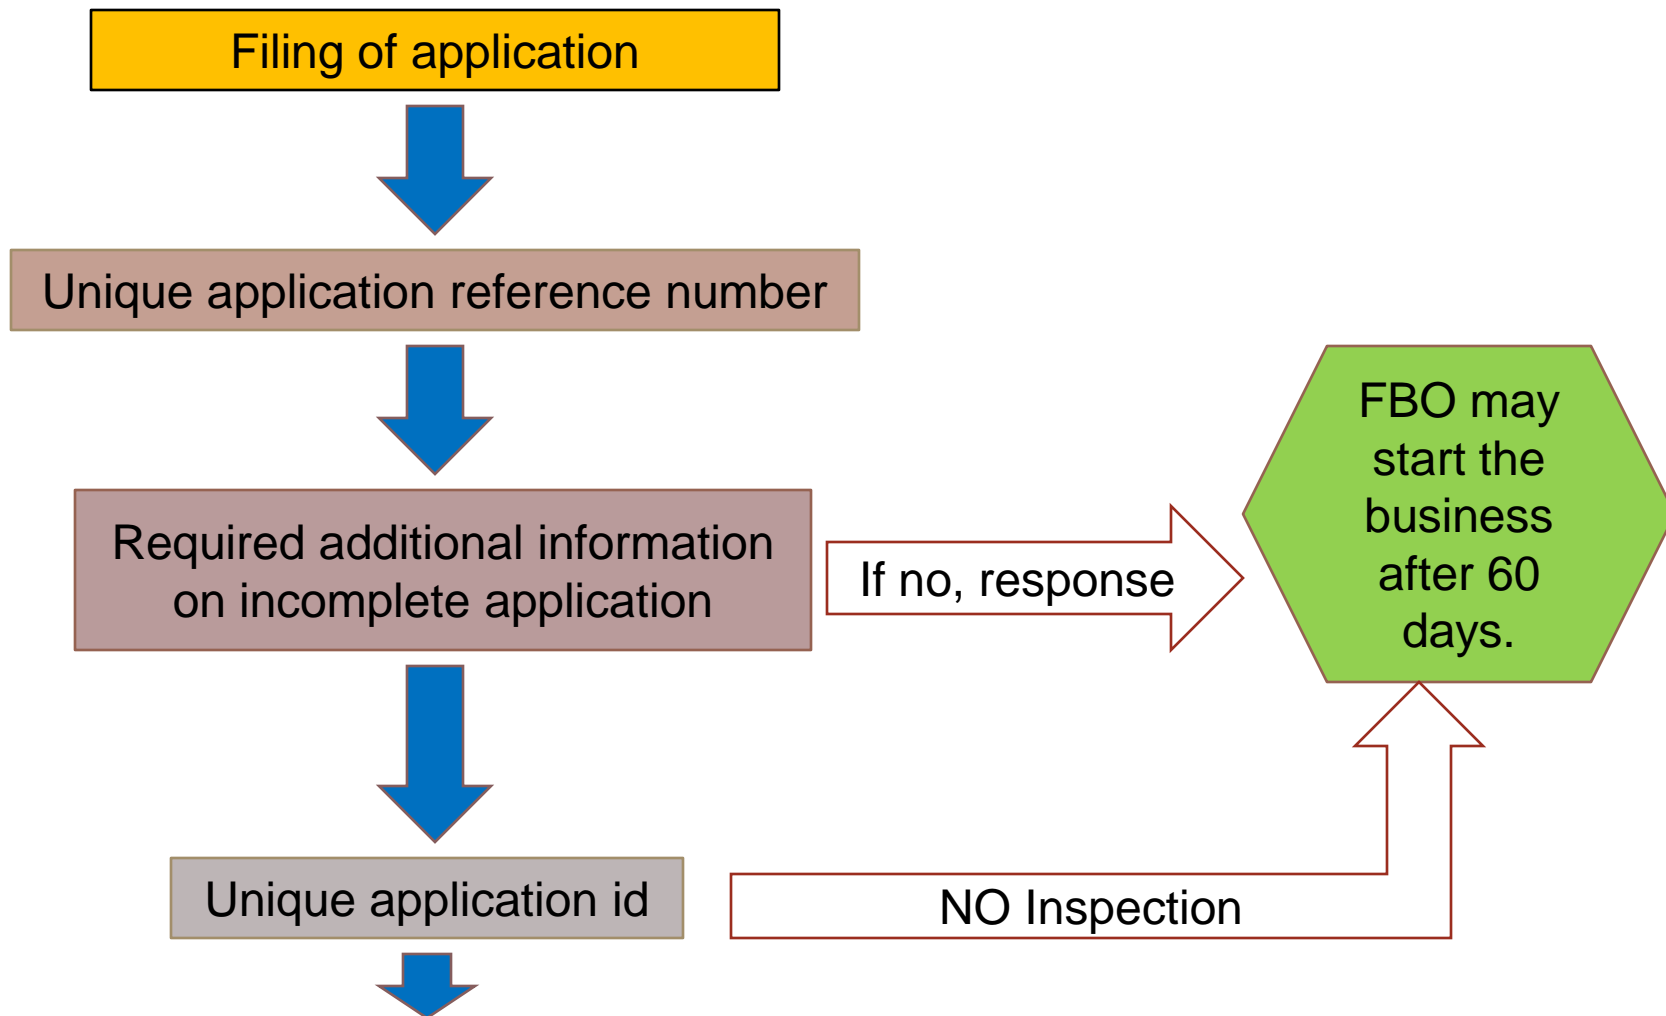 Filing of application
Unique application reference number
Required additional information
on incomplete application
If no, response
FBO may
start the
business
after 60
days.
Unique application id
NO Inspection